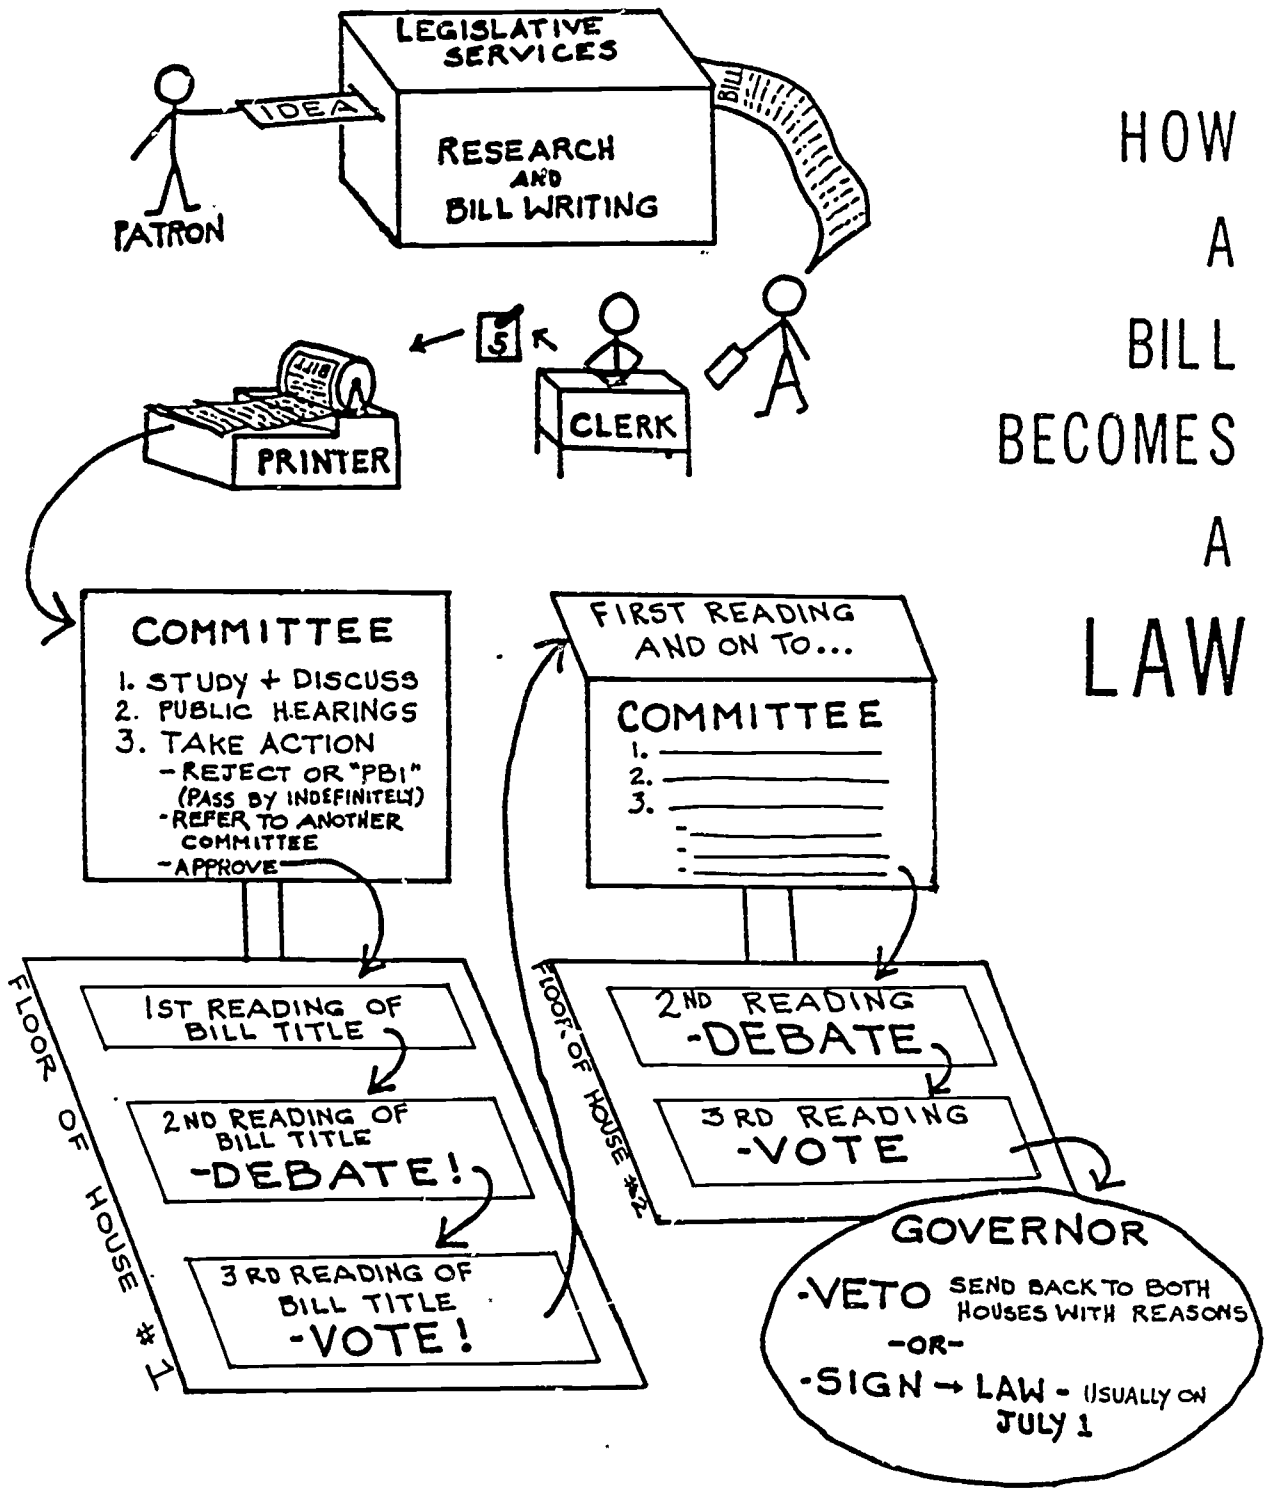 HOW
A
BILL
BECOMES
A
LAW
LEGISLATIVE
SERVICES
IDEA
BILL
RESEARCH
AND
BILL WRITING
PATRON
5
BILL
CLERK
PRINTER
COMMITTEE
1. STUDY + DISCUSS
2. PUBLIC HEARINGS
3. TAKE ACTION
- REJECT OR "PBI"
(PASS BY INDEFINITELY)
- REFER TO ANOTHER
COMMITTEE
- APPROVE
FLOOR OF HOUSE #1
1ST READING OF
BILL TITLE
2ND READING OF
BILL TITLE
- DEBATE!
3RD READING OF
BILL TITLE
- VOTE!
FIRST READING
AND ON TO...
COMMITTEE
1.
2.
3.
-
-
-
FLOOR OF HOUSE #2
2ND READING
- DEBATE
3RD READING
- VOTE
GOVERNOR
- VETO SEND BACK TO BOTH
HOUSES WITH REASONS
- OR -
- SIGN → LAW - USUALLY ON
JULY 1